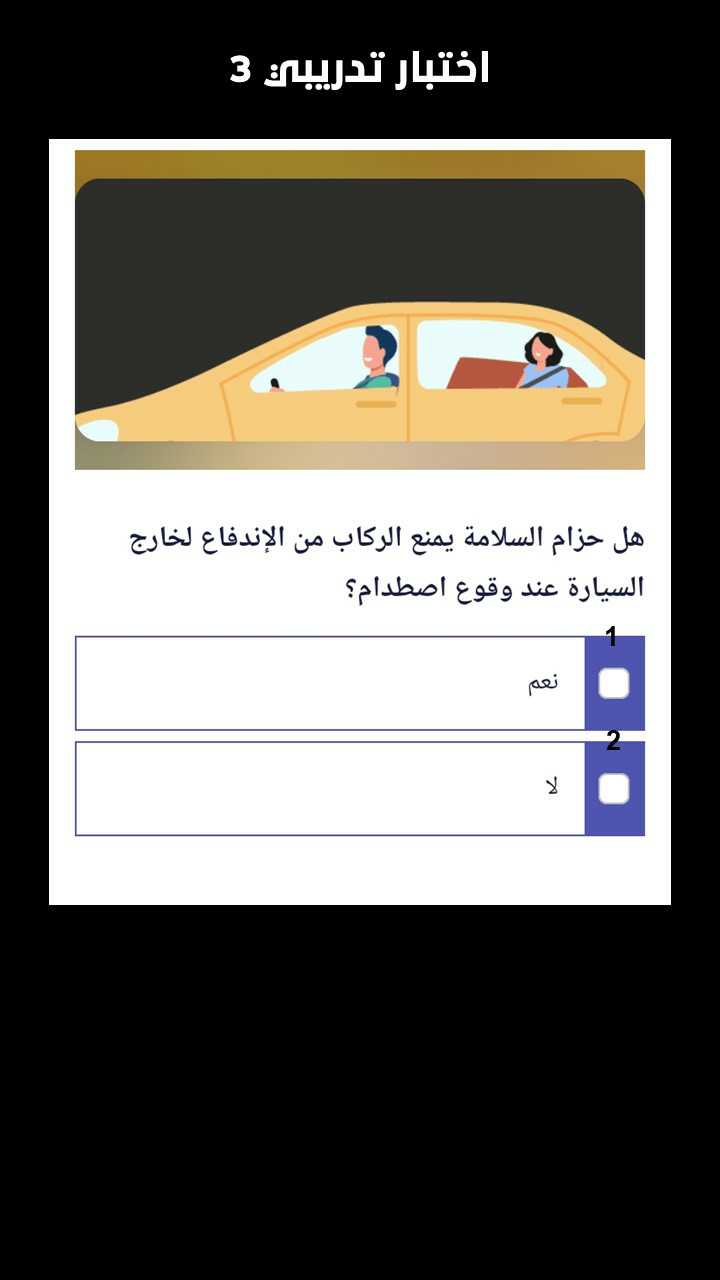 اختبار تدريبي 3
هل حزام السلامة يمنع الركاب من الإندفاع لخارج
السيارة عند وقوع اصطدام؟
1
نعم
2
لا